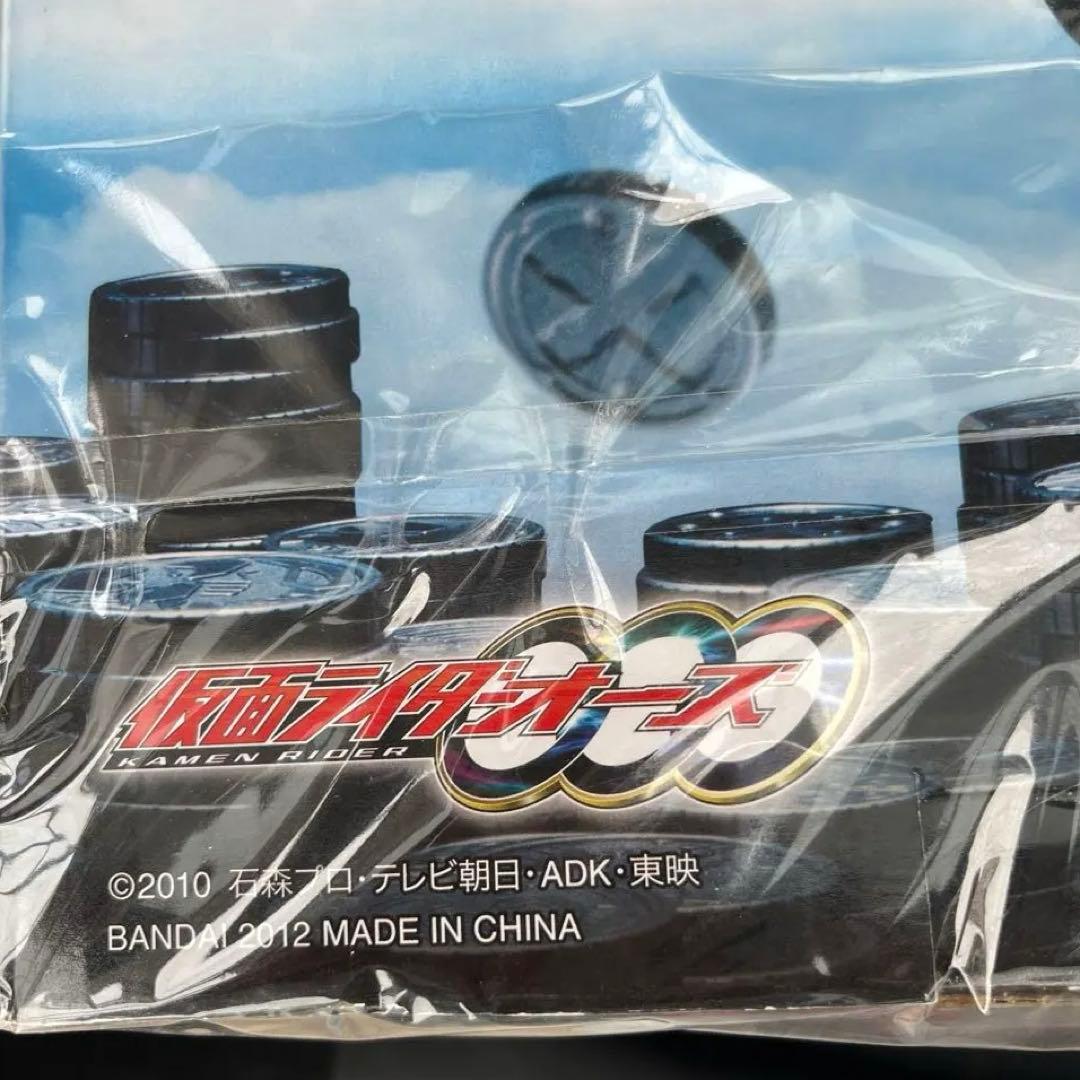 仮面ライダーオーズ
KAMEN RIDER
©2010 石森プロ・テレビ朝日・ADK・東映
BANDAI 2012 MADE IN CHINA